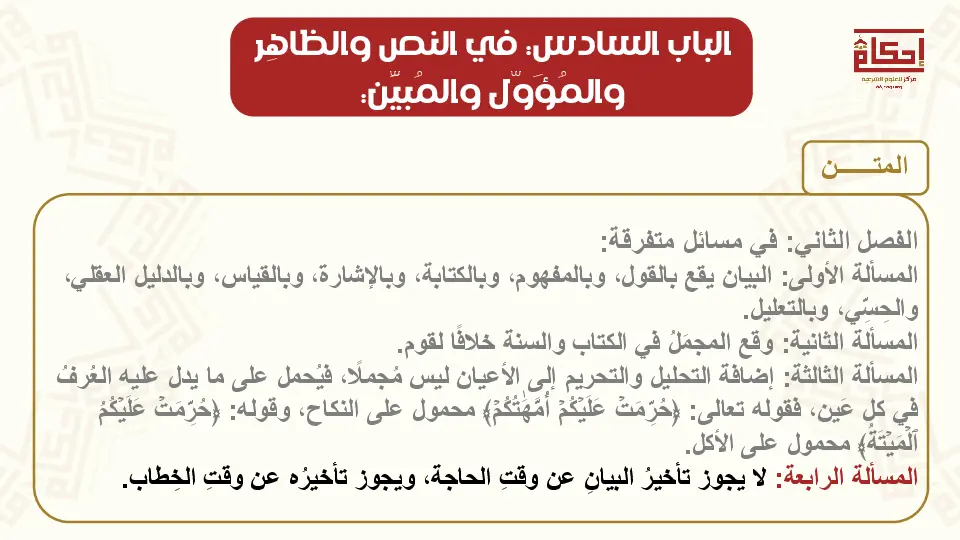 الباب السادس: في النص والظاهِر
والمُؤَوّل والمُبيّن:
إحكام
مركز للعلوم الشرعية
المتـــــن
الفصل الثاني: في مسائل متفرقة:
المسألة الأولى: البيان يقع بالقول، وبالمفهوم، وبالكتابة، وبالإشارة، وبالقياس، وبالدليل العقلي،
والحِسِّي، وبالتعليل.
المسألة الثانية: وقع المجمَلُ في الكتاب والسنة خلافًا لقوم.
المسألة الثالثة: إضافة التحليل والتحريم إلى الأعيان ليس مُجملًا، فيُحمل على ما يدل عليه العُرفُ
في كل عَين، فقوله تعالى: ﴿حُرِّمَتۡ عَلَيۡكُمۡ أُمَّهَٰتُكُمۡ﴾ محمول على النكاح، وقوله: ﴿حُرِّمَتۡ عَلَيۡكُمُ
ٱلۡمَيۡتَةُ﴾ محمول على الأكل.
المسألة الرابعة: لا يجوز تأخيرُ البيانِ عن وقتِ الحاجة، ويجوز تأخيرُه عن وقتِ الخِطاب.